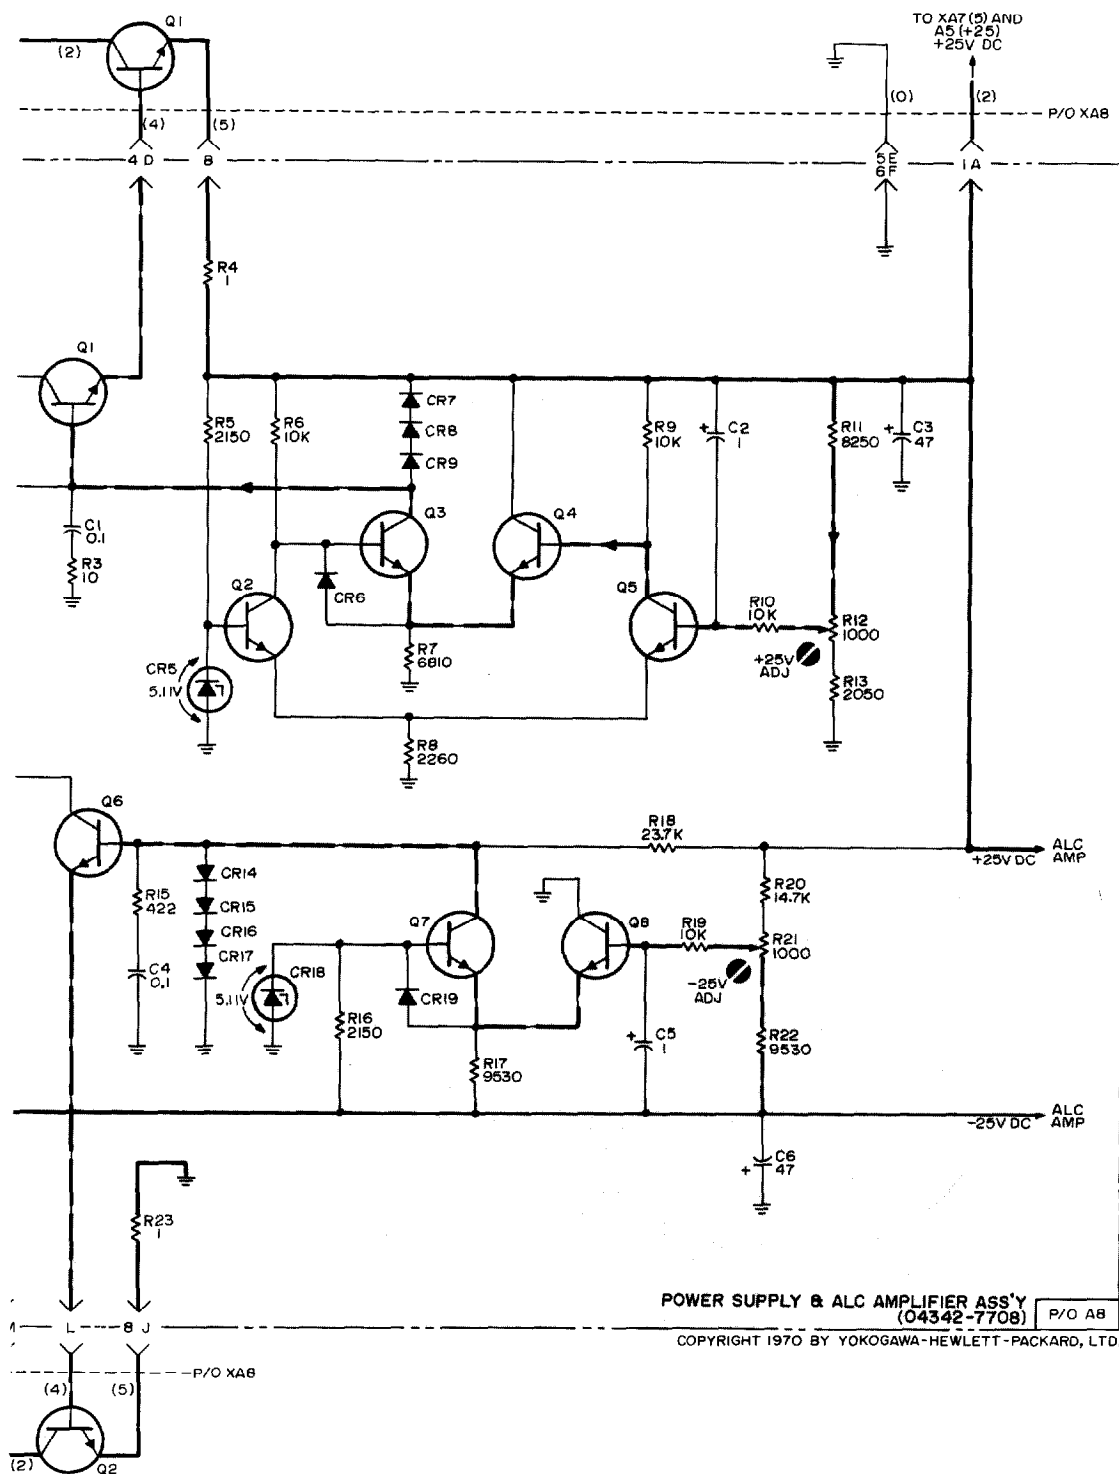 Q1
(2)
TO XA7(5) AND
A5 (+25)
+25V DC
(4)
(5)
(0)
(2)
P/O XA8
4 D
8
5E
6F
1A
R4
1
Q1
R5
2150
R6
10K
CR7
CR8
CR9
R9
10K
C2
+
1
R11
8250
C3
+
47
C1
0.1
R3
10
Q3
Q4
Q2
CR6
Q5
R10
10K
R12
1000
+25V
ADJ
R7
6810
CR5
5.11V
R13
2050
R8
2260
Q6
R18
23.7K
+25V DC
ALC
AMP
R15
422
CR14
CR15
CR16
CR17
R20
14.7K
Q7
Q8
R19
10K
R21
1000
C4
0.1
5.11V
CR18
CR19
-25V
ADJ
R16
2150
C5
+
1
R22
9530
R17
9530
-25V DC
ALC
AMP
C6
+
47
R23
1
POWER SUPPLY & ALC AMPLIFIER ASS'Y
(04342-7708)
P/O A8
L
8 J
COPYRIGHT 1970 BY YOKOGAWA-HEWLETT-PACKARD, LTD
P/O XA8
(4)
(5)
(2)
Q2